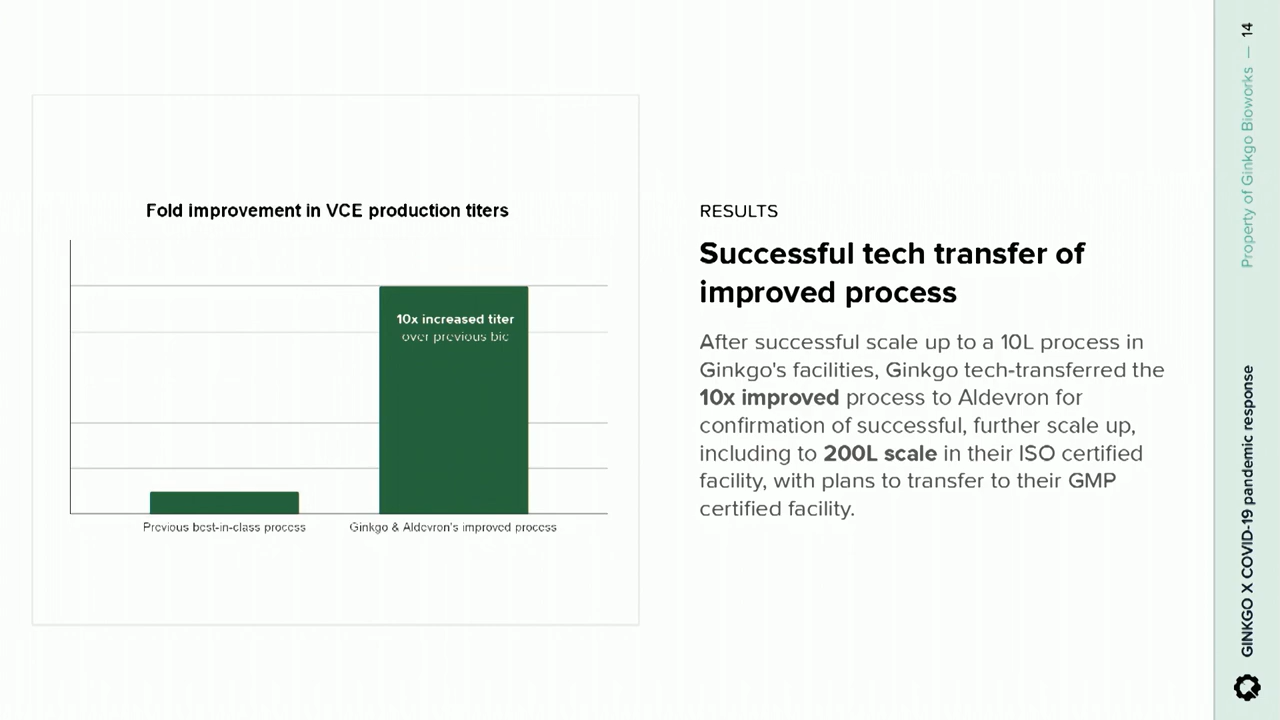 Fold improvement in VCE production titers
10x increased titer
over previous bic
Previous best-in-class process
Ginkgo & Aldevron's improved process
RESULTS
Successful tech transfer of
improved process
After successful scale up to a 10L process in
Ginkgo's facilities, Ginkgo tech-transferred the
10x improved process to Aldevron for
confirmation of successful, further scale up,
including to 200L scale in their ISO certified
facility, with plans to transfer to their GMP
certified facility.
GINKGO X COVID-19 pandemic response
Property of Ginkgo Bioworks — 14